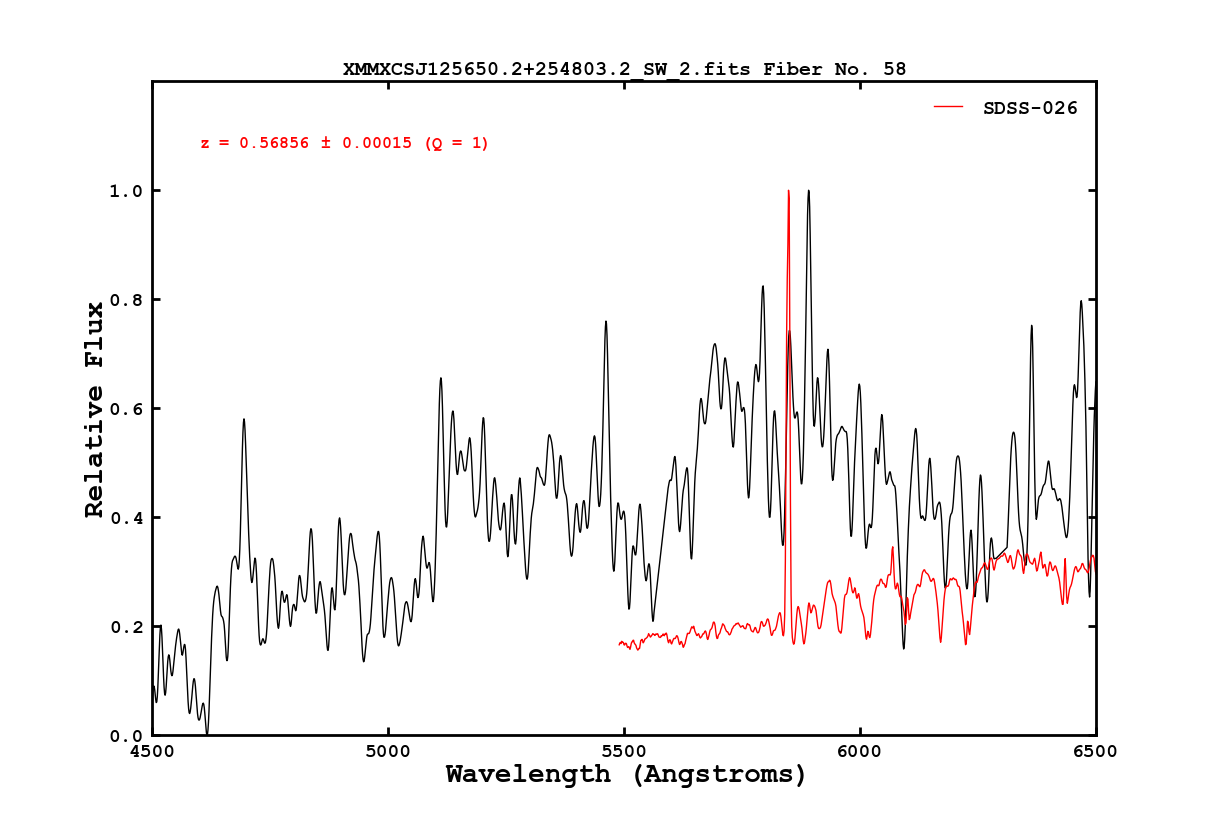 XMMXCSJ125650.2+254803.2_SW_2.fits Fiber No. 58
SDSS-026
z = 0.56856 ± 0.00015 (Q = 1)
1.0
0.8
0.6
0.4
0.2
0.0
Relative Flux
4500 5000 5500 6000 6500
Wavelength (Angstroms)